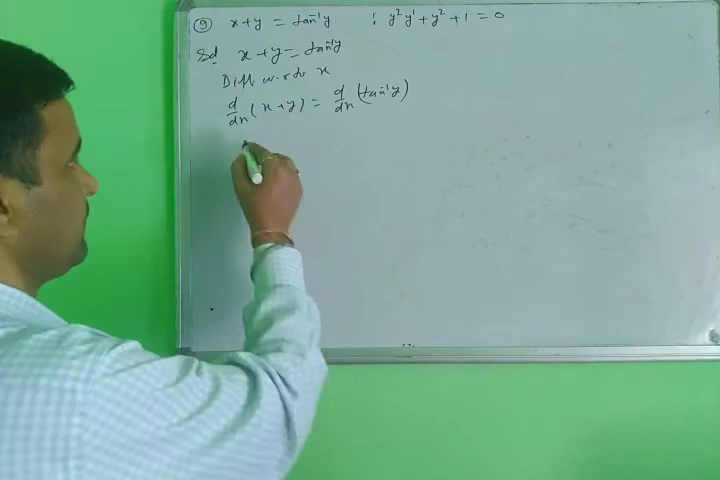 ⑨ x+y = tan⁻¹y : y²y' + y² + 1 = 0
Sol x+y = tan⁻¹y
Diff. w.r.to x
d/dx (x+y) = d/dx (tan⁻¹y)